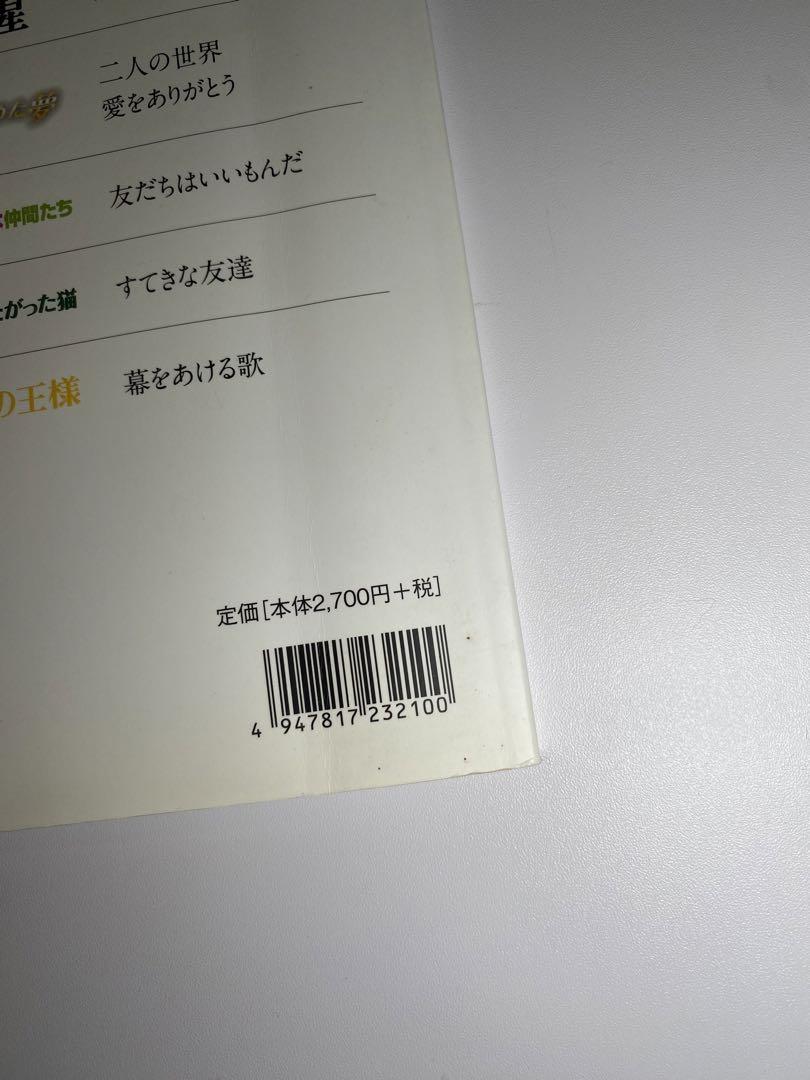 星
た夢
二人の世界
愛をありがとう
仲間たち
友だちはいいもんだ
がった猫
すてきな友達
の王様
幕をあける歌
定価[本体2,700円+税]
4 947817 232100